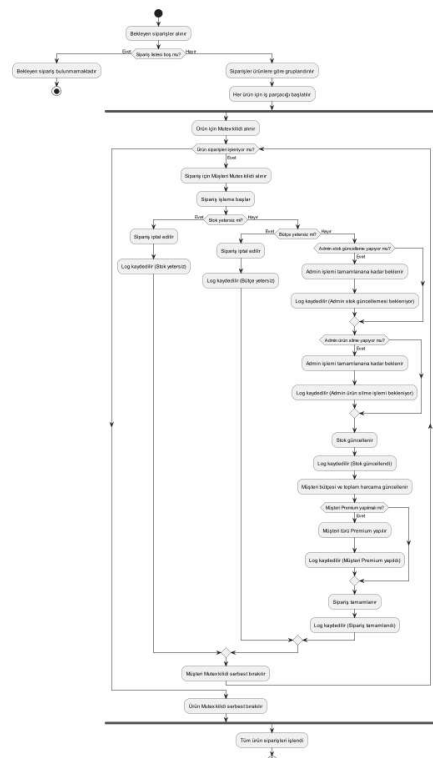 Bekleyen siparişler alınır
Evet
Sipariş listesi boş mu?
Hayır
Bekleyen sipariş bulunmamaktadır
Siparişleri ürünlere göre gruplandırılır
Her ürün için iş parçacığı başlatılır
Ürün için Mutex kilidi alınır
Ürün siparişleri işleniyor mu?
Evet
Sipariş için Müşteri Mutex kilidi alınır
Sipariş işleme başlar
Evet
Stok yetersiz mi?
Hayır
Sipariş iptal edilir
Log kaydedilir (Stok yetersiz)
Evet
Bütçe yetersiz mi?
Hayır
Sipariş iptal edilir
Log kaydedilir (Bütçe yetersiz)
Admin stok güncelleme yapıyor mu?
Evet
Admin işlemi tamamlanana kadar beklenir
Log kaydedilir (Admin stok güncellemesi bekleniyor)
Admin ürün silme yapıyor mu?
Evet
Admin işlemi tamamlanana kadar beklenir
Log kaydedilir (Admin ürün silme işlemi bekleniyor)
Stok güncellenir
Log kaydedilir (Stok güncellendi)
Müşteri bütçesi ve toplam harcama güncellenir
Müşteri Premium yapılmalı mı?
Evet
Müşteri türü Premium yapılır
Log kaydedilir (Müşteri Premium yapıldı)
Sipariş tamamlanır
Log kaydedilir (Sipariş tamamlandı)
Müşteri Mutex kilidi serbest bırakılır
Ürün Mutex kilidi serbest bırakılır
Tüm ürün siparişleri işlendi